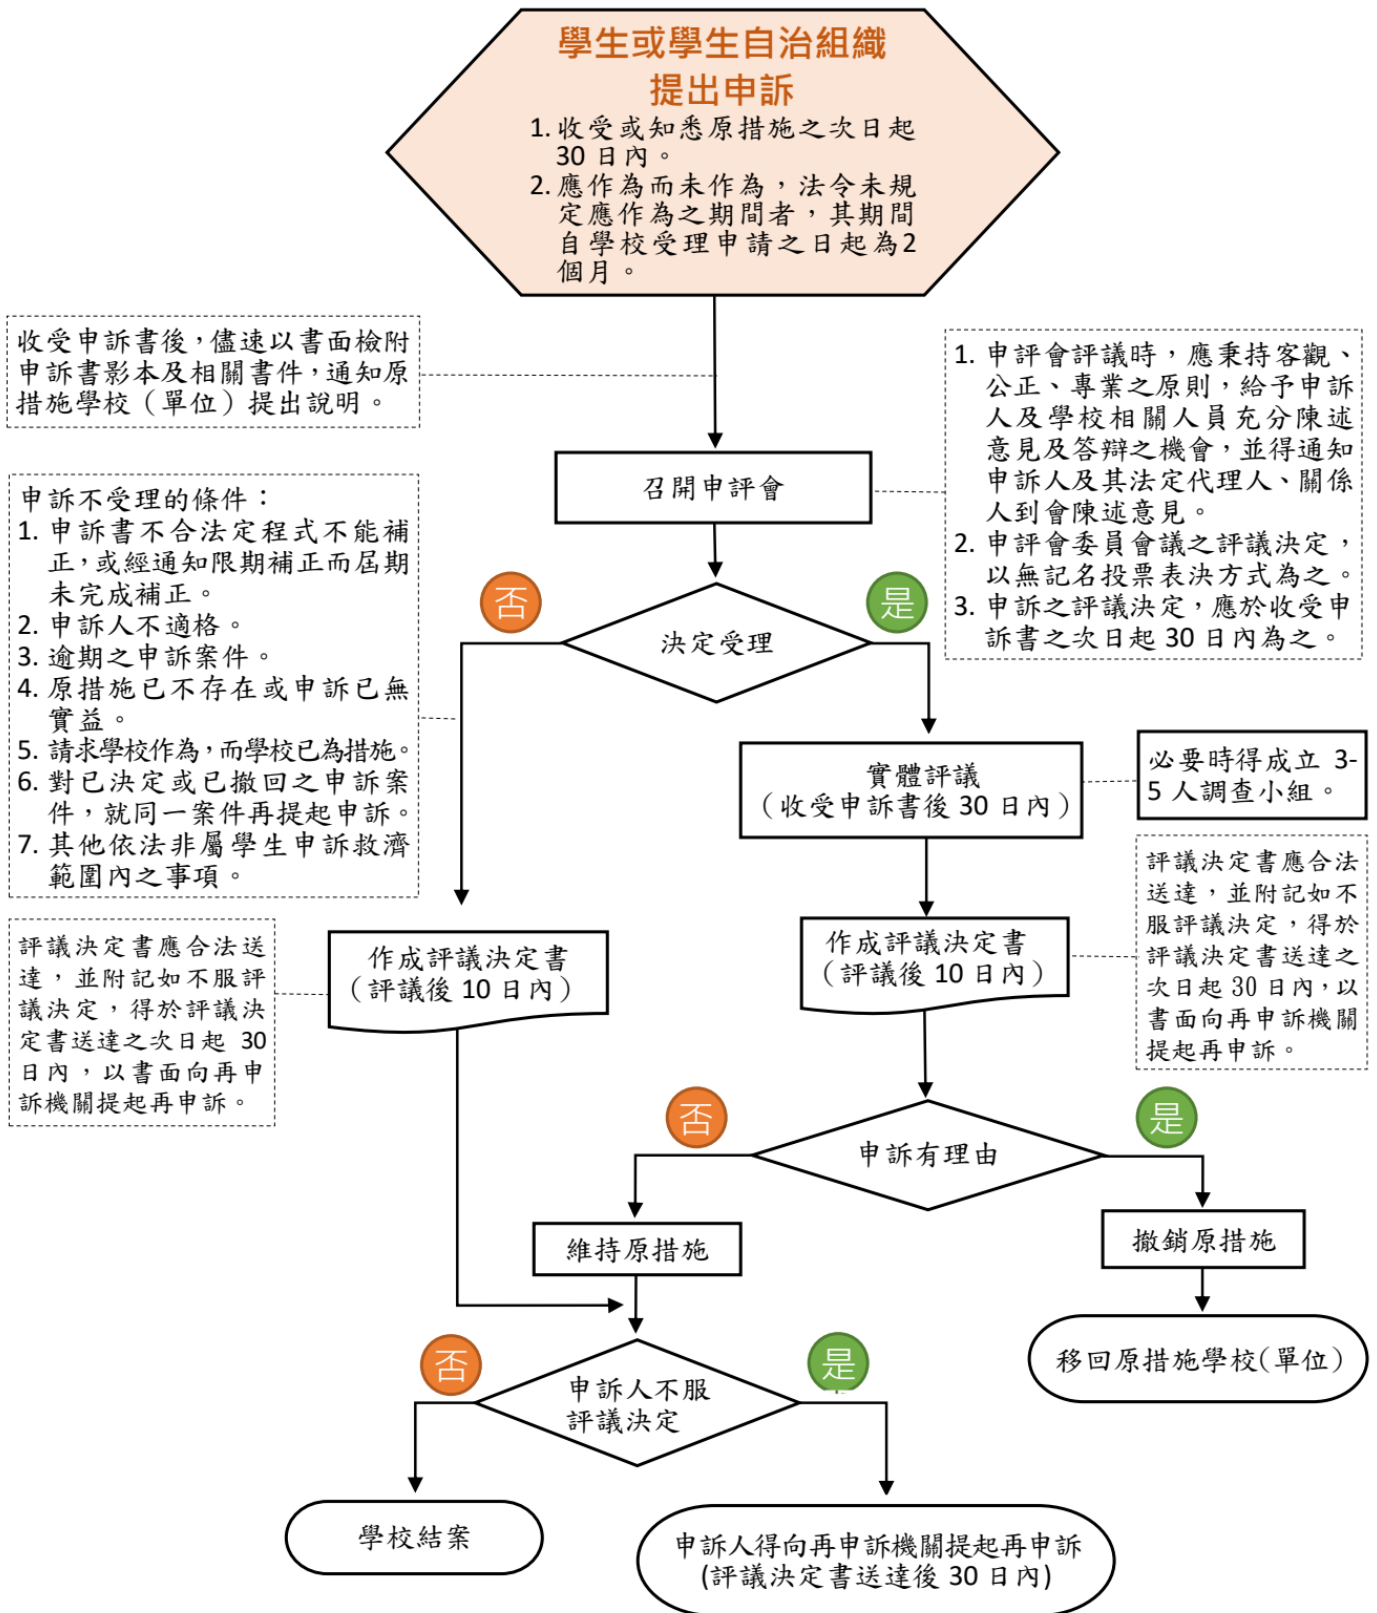 學生或學生自治組織
提出申訴
1. 收受或知悉原措施之次日起
30 日內。
2. 應作為而未作為，法令未規
定應作為之期間者，其期間
自學校受理申請之日起為2
個月。
收受申訴書後，儘速以書面檢附
申訴書影本及相關書件，通知原
措施學校（單位）提出說明。
1. 申評會評議時，應秉持客觀、
公正、專業之原則，給予申訴
人及學校相關人員充分陳述
意見及答辯之機會，並得通知
申訴人及其法定代理人、關係
人到會陳述意見。
2. 申評會委員會議之評議決定，
以無記名投票表決方式為之。
3. 申訴之評議決定，應於收受申
訴書之次日起 30 日內為之。
召開申評會
申訴不受理的條件：
1. 申訴書不合法定程式不能補
正，或經通知限期補正而屆期
未完成補正。
2. 申訴人不適格。
3. 逾期之申訴案件。
4. 原措施已不存在或申訴已無
實益。
5. 請求學校作為，而學校已為措施。
6. 對已決定或已撤回之申訴案
件，就同一案件再提起申訴。
7. 其他依法非屬學生申訴救濟
範圍內之事項。
否
是
決定受理
實體評議
（收受申訴書後 30 日內）
必要時得成立 3-
5 人調查小組。
評議決定書應合法
送達，並附記如不
服評議決定，得於
評議決定書送達之
次日起 30 日內，以
書面向再申訴機關
提起再申訴。
評議決定書應合法送
達，並附記如不服評
議決定，得於評議決
定書送達之次日起 30
日內，以書面向再申
訴機關提起再申訴。
作成評議決定書
（評議後 10 日內）
作成評議決定書
（評議後 10 日內）
否
是
申訴有理由
維持原措施
撤銷原措施
移回原措施學校(單位)
否
是
申訴人不服
評議決定
學校結案
申訴人得向再申訴機關提起再申訴
(評議決定書送達後 30 日內)